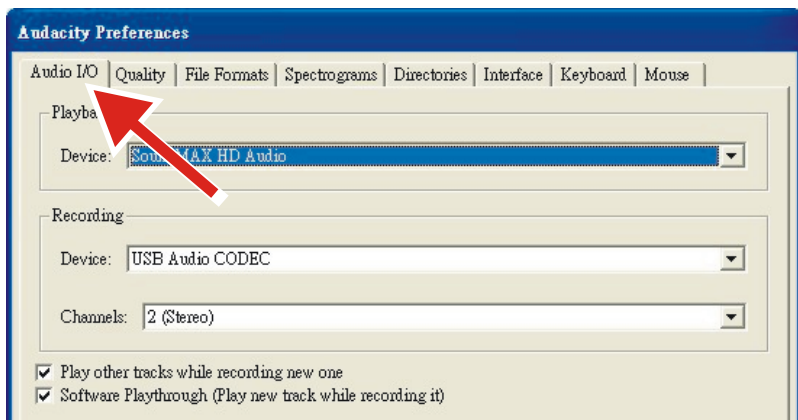 Audacity Preferences
Audio I/O Quality File Formats Spectrograms Directories Interface Keyboard Mouse
Device: HD Audio
Recording
Device: USB Audio CODEC
Channels: 2 (Stereo)
Play other tracks while recording new one
Software Playthrough (Play new track while recording it)